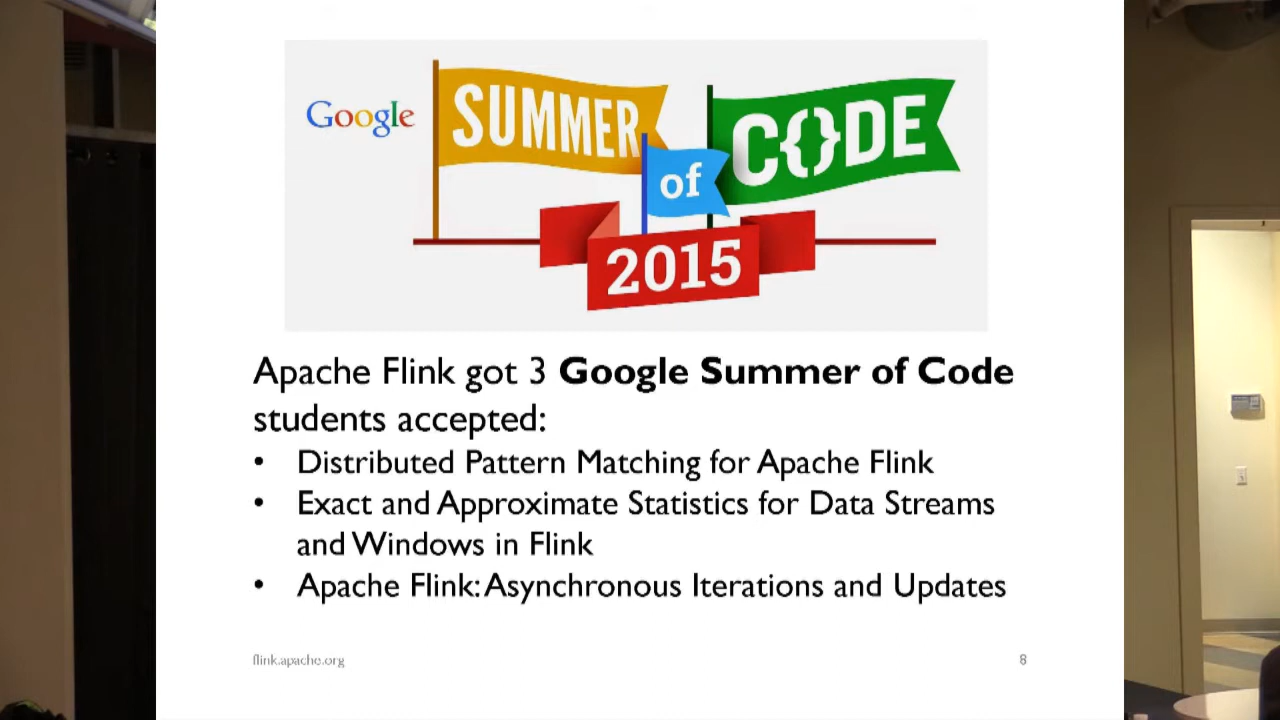 Google
SUMMER
of
C{}DE
2015
Apache Flink got 3 Google Summer of Code
students accepted:
• Distributed Pattern Matching for Apache Flink
• Exact and Approximate Statistics for Data Streams
and Windows in Flink
• Apache Flink: Asynchronous Iterations and Updates
flink.apache.org
8